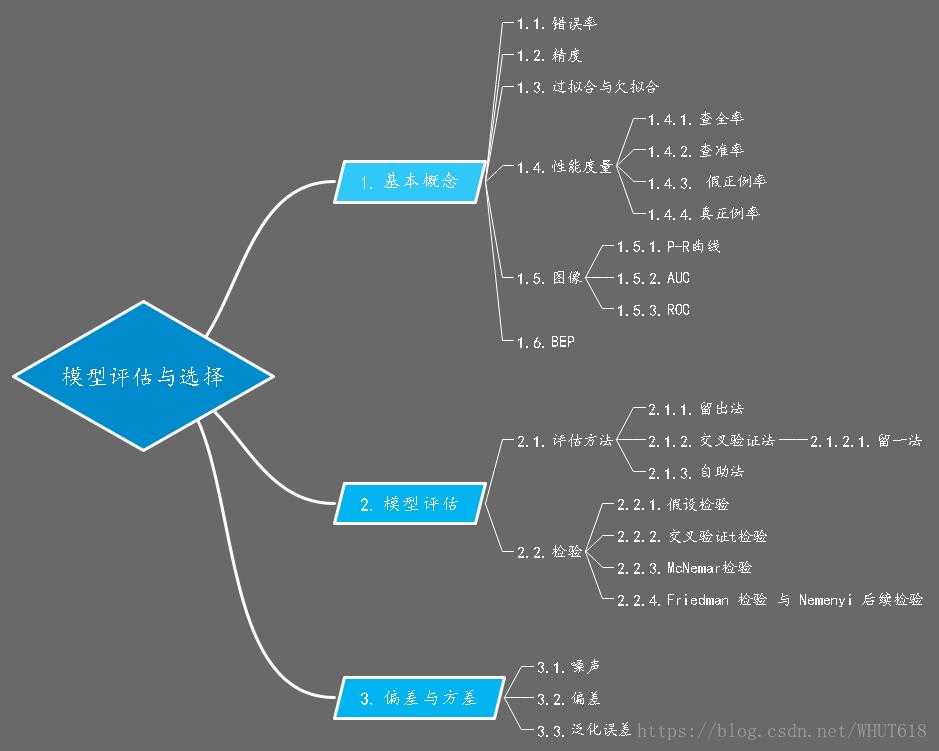 模型评估与选择
1. 基本概念
1.1. 错误率
1.2. 精度
1.3. 过拟合与欠拟合
1.4. 性能度量
1.4.1. 查全率
1.4.2. 查准率
1.4.3. 假正例率
1.4.4. 真正例率
1.5. 图像
1.5.1. P-R曲线
1.5.2. AUC
1.5.3. ROC
1.6. BEP
2. 模型评估
2.1. 评估方法
2.1.1. 留出法
2.1.2. 交叉验证法
2.1.2.1. 留一法
2.1.3. 自助法
2.2. 检验
2.2.1. 假设检验
2.2.2. 交叉验证t检验
2.2.3. McNemar检验
2.2.4. Friedman 检验 与 Nemenyi 后续检验
3. 偏差与方差
3.1. 噪声
3.2. 偏差
3.3. 泛化误差
https://blog.csdn.net/WHUT618